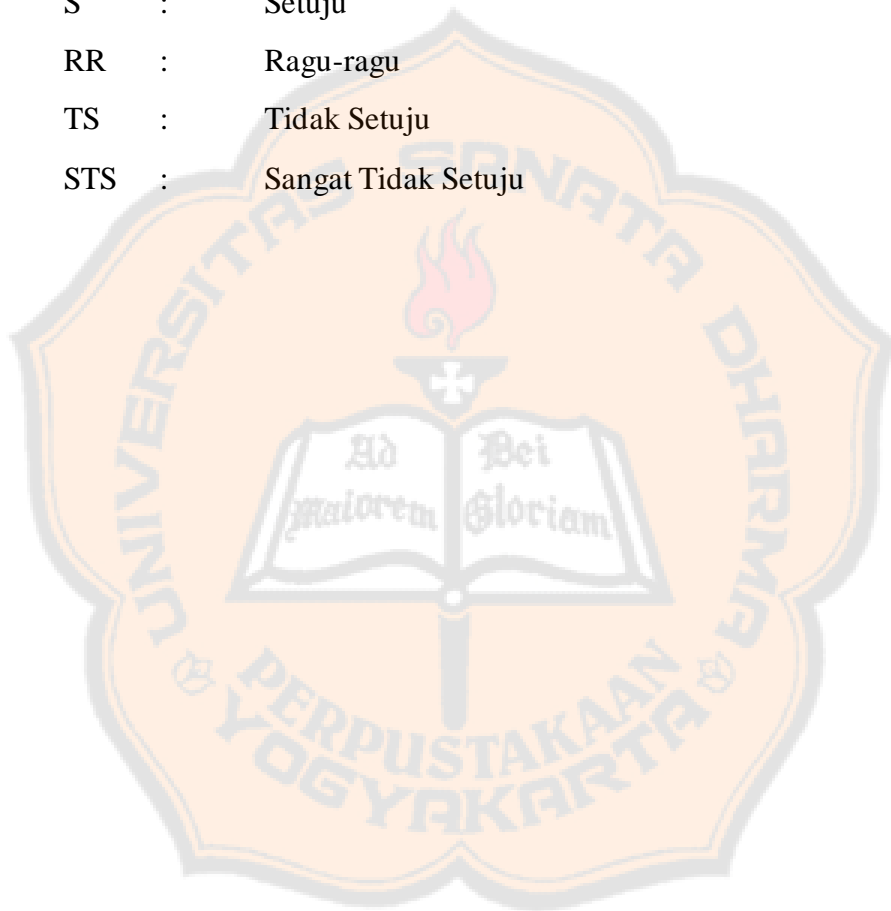 S : Setuju
RR : Ragu-ragu
TS : Tidak Setuju
STS : Sangat Tidak Setuju
UNIVERSITAS SANATA DHARMA
Ad Dei
Maiorem Gloriam
PERPUSTAKAAN
YOGYAKARTA